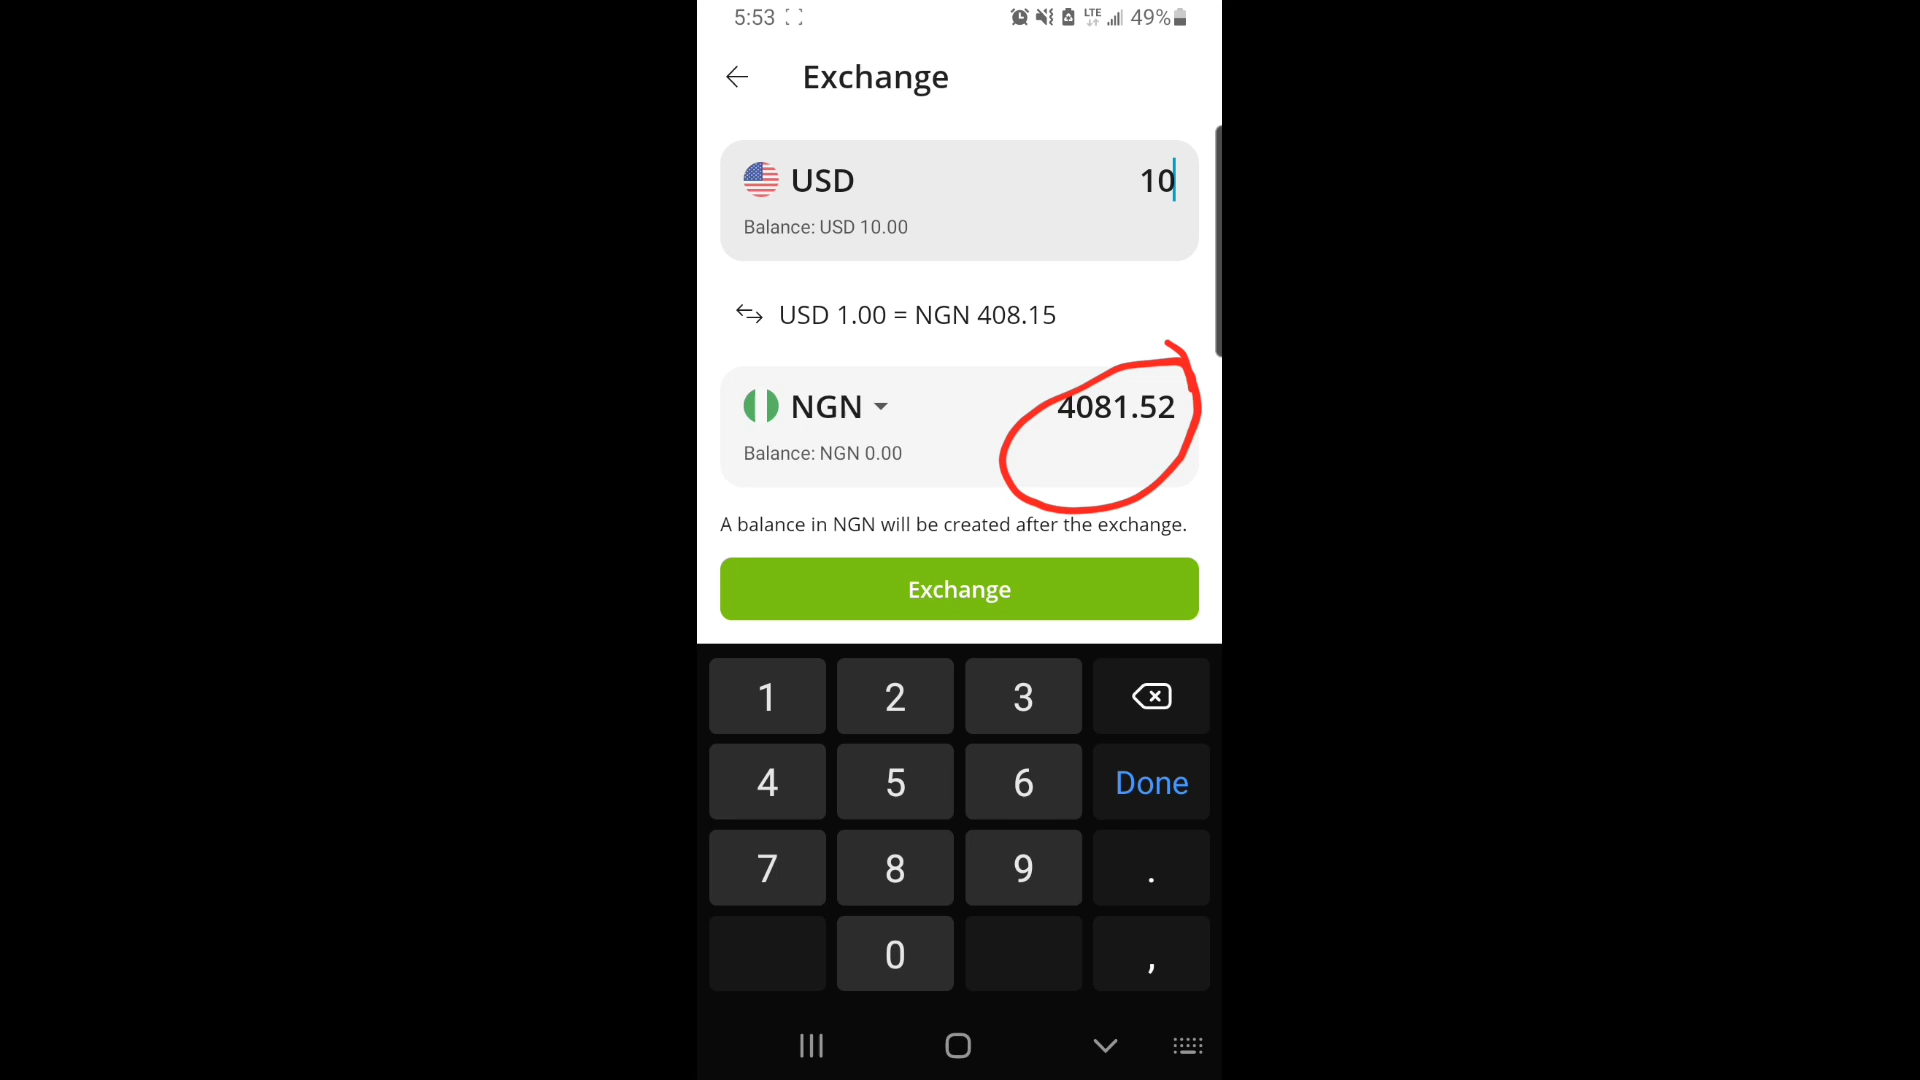 5:53 LTE 49%
Exchange
USD 10
Balance: USD 10.00
USD 1.00 = NGN 408.15
NGN 4081.52
Balance: NGN 0.00
A balance in NGN will be created after the exchange.
Exchange
1 2 3
4 5 6 Done
7 8 9 .
0 ,